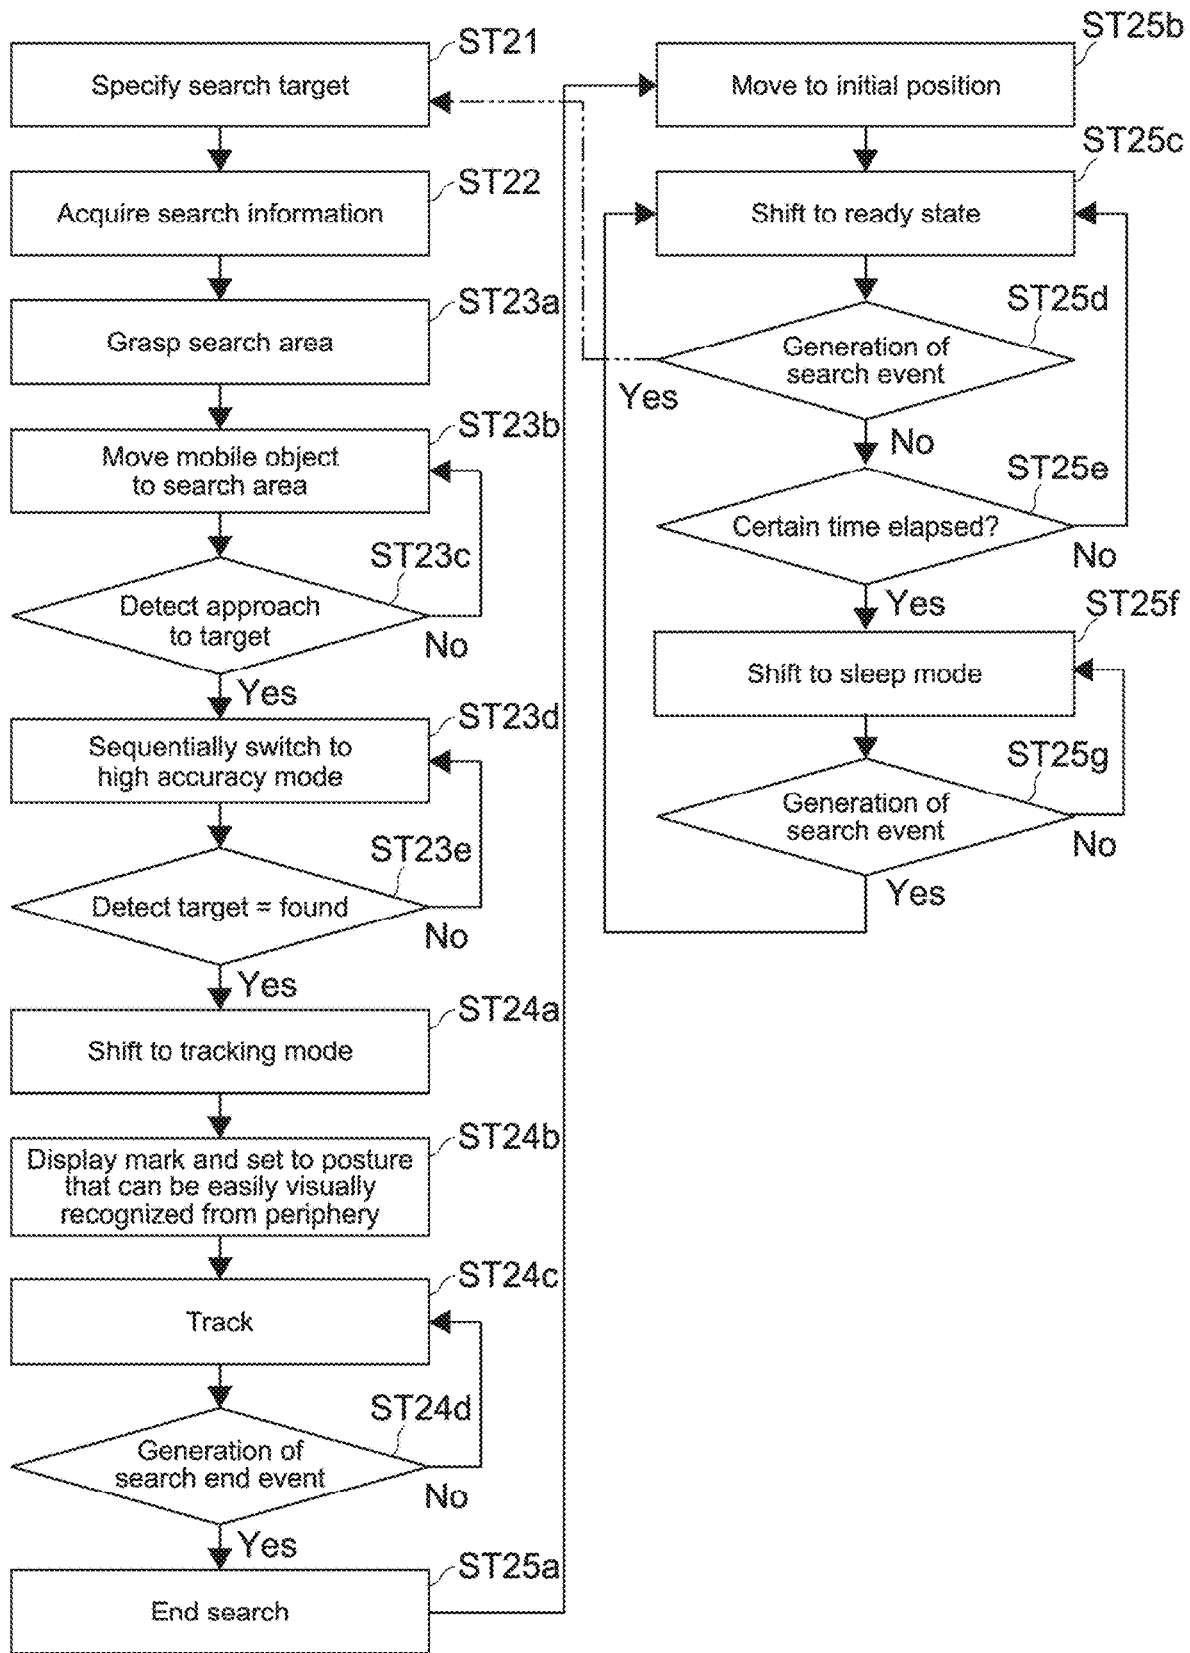 ST21
Specify search target
ST22
Acquire search information
ST23a
Grasp search area
ST23b
Move mobile object
to search area
ST23c
Detect approach
to target
No
Yes
ST23d
Sequentially switch to
high accuracy mode
ST23e
Detect target = found
No
Yes
ST24a
Shift to tracking mode
ST24b
Display mark and set to posture
that can be easily visually
recognized from periphery
ST24c
Track
ST24d
Generation of
search end event
No
Yes
ST25a
End search
ST25b
Move to initial position
ST25c
Shift to ready state
ST25d
Generation of
search event
Yes
No
ST25e
Certain time elapsed?
No
Yes
ST25f
Shift to sleep mode
ST25g
Generation of
search event
No
Yes